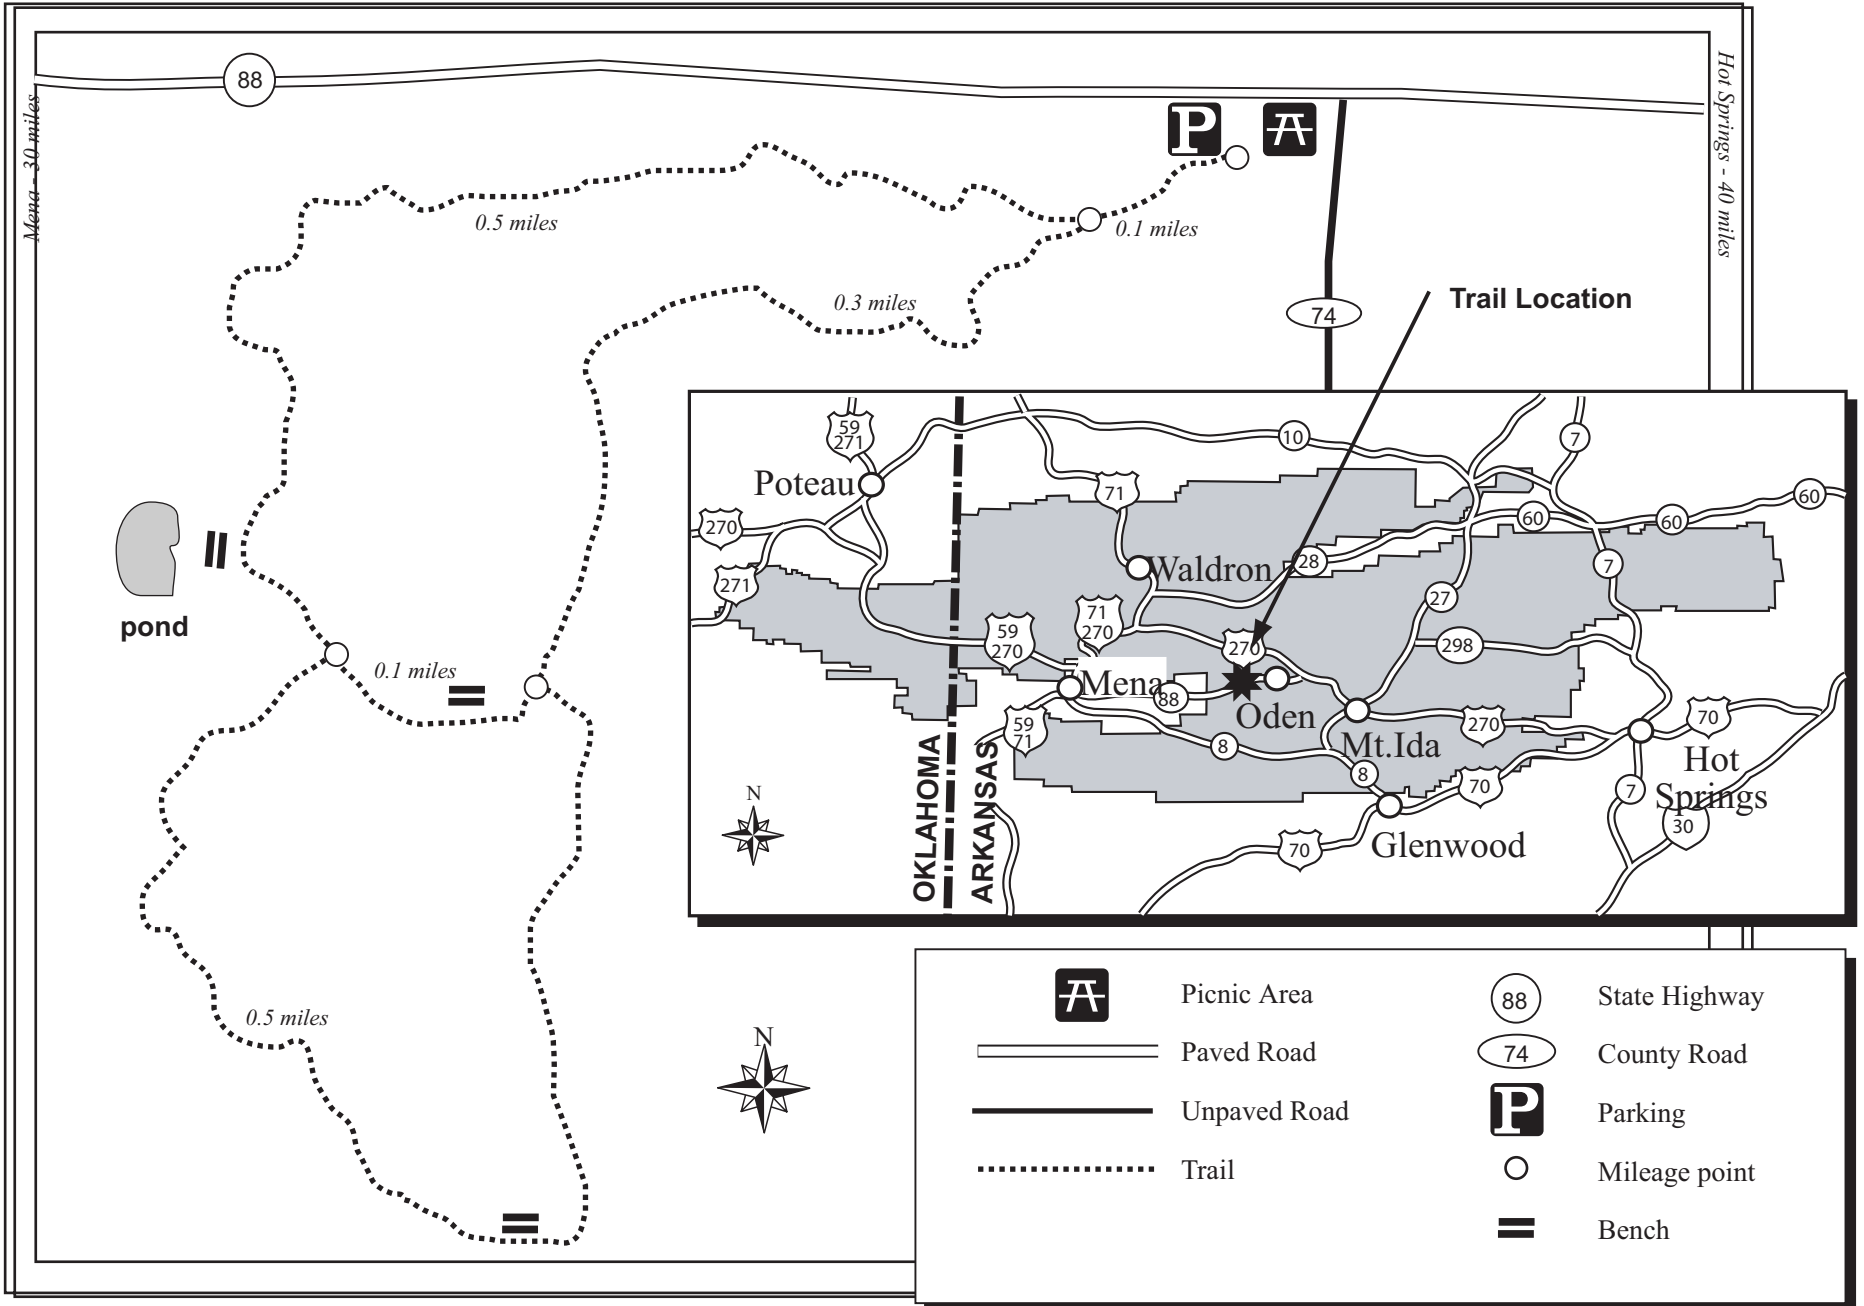 88
Mena - 30 miles
Hot Springs - 40 miles
P
0.5 miles
0.1 miles
0.3 miles
74
Trail Location
pond
0.1 miles
0.5 miles
N
59
271
10
7
Poteau
71
60
270
60
60
Waldron
28
7
271
27
71
270
59
270
270
298
Mena
88
Oden
59
71
8
Mt.Ida
270
70
Hot
Springs
8
70
7
30
N
OKLAHOMA
ARKANSAS
70
Glenwood
Picnic Area
88
State Highway
Paved Road
74
County Road
Unpaved Road
P
Parking
Trail
Mileage point
Bench